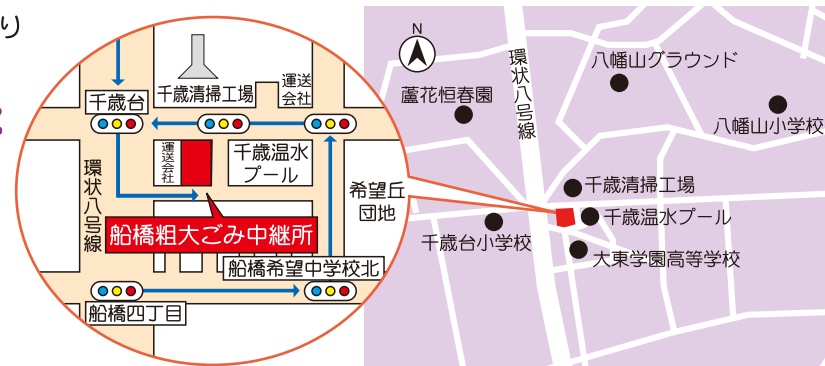 り
千歳台
千歳清掃工場
運送
会社
運送
会社
千歳温水
プール
環状八号線
船橋粗大ごみ中継所
希望丘
団地
船橋希望中学校北
船橋四丁目
N
環状八号線
八幡山グラウンド
蘆花恒春園
八幡山小学校
千歳清掃工場
千歳温水プール
千歳台小学校
大東学園高等学校